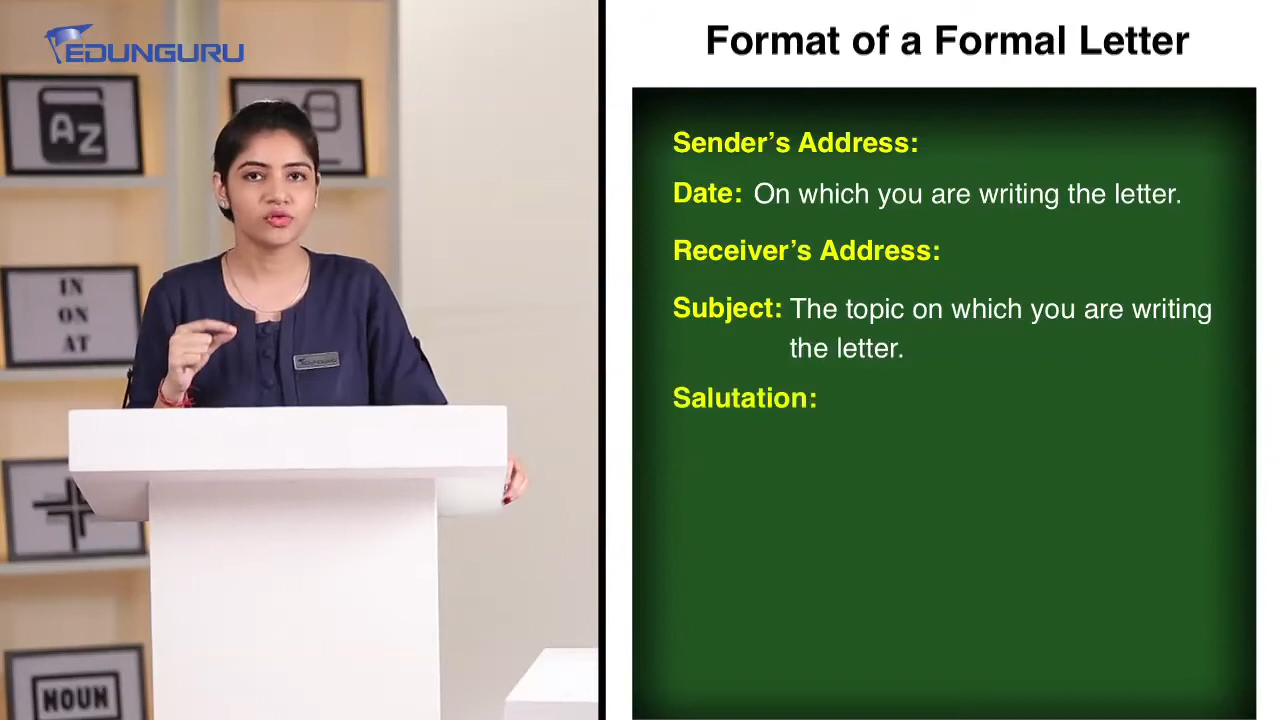 EDUNGURU
AZ
IN
ON
AT
NOUN
Format of a Formal Letter
Sender's Address:
Date: On which you are writing the letter.
Receiver's Address:
Subject: The topic on which you are writing
the letter.
Salutation: